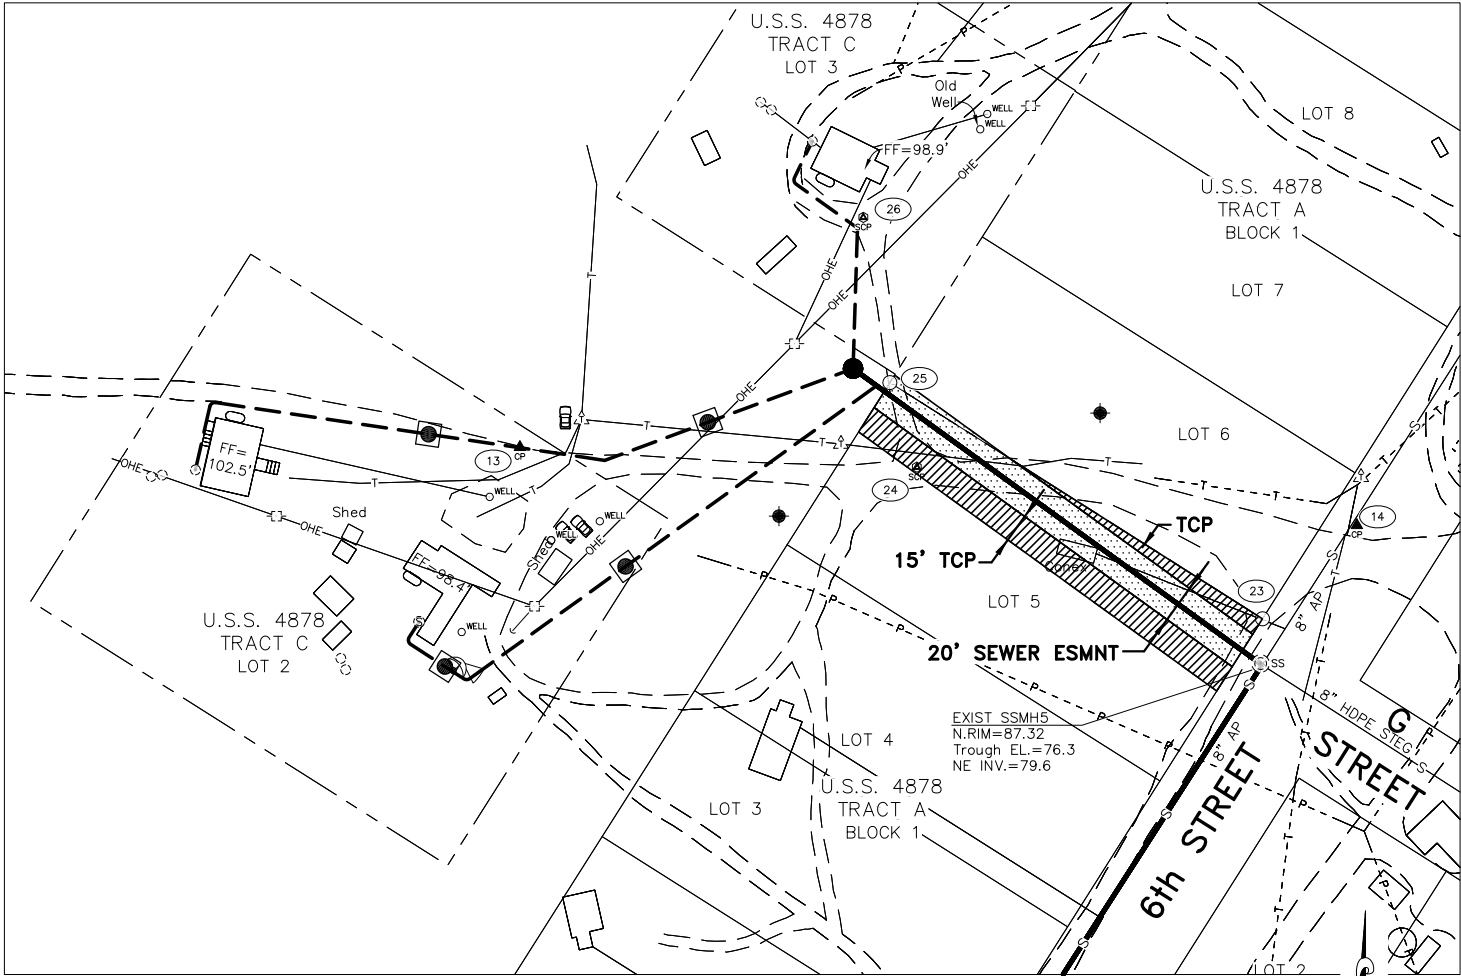 U.S.S. 4878
TRACT C
LOT 3
Old
Well
WELL
WELL
LOT 8
FF=98.9'
OHE
U.S.S. 4878
TRACT A
BLOCK 1
26
SCP
OHE
OHE
T
LOT 7
P
P
25
OHE
T
T
T
LOT 6
S
FF=
102.5'
13
CP
OHE
WELL
T
T
SCP
24
T
T
T
14
CP
TCP
Shed
OHE
WELL
WELL
Shed
OHE
15' TCP
conex
FF=98.4'
P
P
P
LOT 5
23
8" AP
S
T
T
U.S.S. 4878
TRACT C
LOT 2
S
WELL
20' SEWER ESMNT
SS
S
P
P
P
8" HDPE STEG S
EXIST SSMH5
N.RIM=87.32
Trough EL.=76.3
NE INV.=79.6
8" AP
G
STREET
LOT 4
U.S.S. 4878
TRACT A
BLOCK 1
LOT 3
6th STREET
S
S
P
P
P
T
T
LOT 2